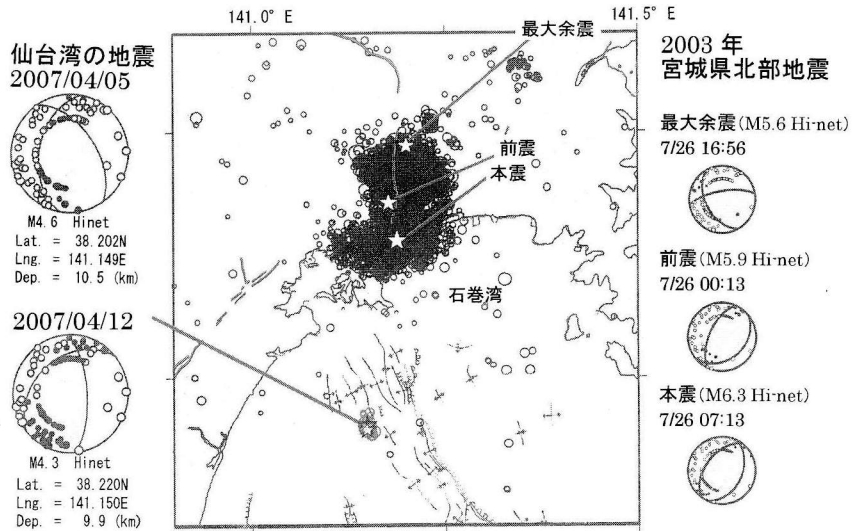 141.0° E
141.5° E
仙台湾の地震
2007/04/05
M4.6 Hinet
Lat. = 38.202N
Lng. = 141.149E
Dep. = 10.5 (km)
2007/04/12
M4.3 Hinet
Lat. = 38.220N
Lng. = 141.150E
Dep. = 9.9 (km)
最大余震
前震
本震
石巻湾
2003 年
宮城県北部地震
最大余震(M5.6 Hi-net)
7/26 16:56
前震(M5.9 Hi-net)
7/26 00:13
本震(M6.3 Hi-net)
7/26 07:13